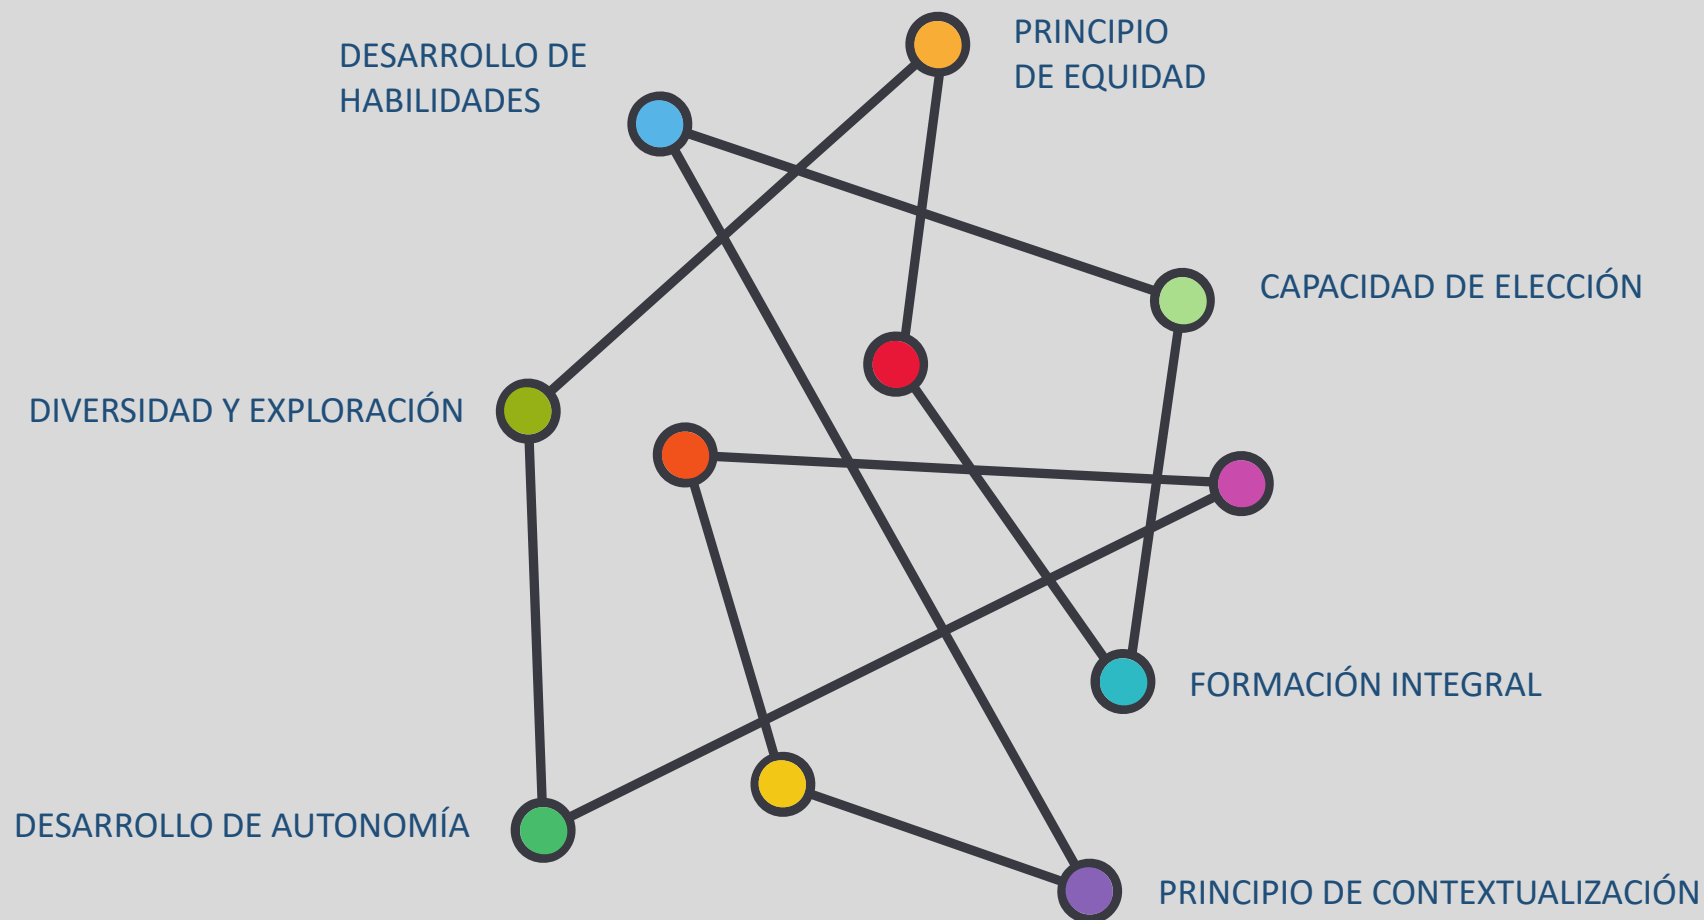 PRINCIPIO
DE EQUIDAD
DESARROLLO DE
HABILIDADES
CAPACIDAD DE ELECCIÓN
DIVERSIDAD Y EXPLORACIÓN
FORMACIÓN INTEGRAL
DESARROLLO DE AUTONOMÍA
PRINCIPIO DE CONTEXTUALIZACIÓN